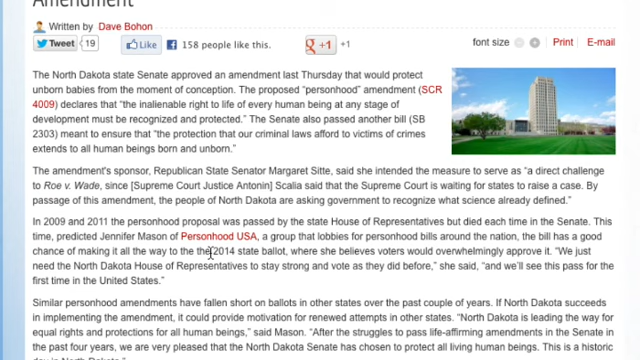 Amendment
Written by Dave Bohon
Tweet 19 Like 158 people like this. g +1 +1 font size Print E-mail
The North Dakota state Senate approved an amendment last Thursday that would protect
unborn babies from the moment of conception. The proposed “personhood” amendment (SCR
4009) declares that “the inalienable right to life of every human being at any stage of
development must be recognized and protected.” The Senate also passed another bill (SB
2303) meant to ensure that “the protection that our criminal laws afford to victims of crimes
extends to all human beings born and unborn.”
The amendment's sponsor, Republican State Senator Margaret Sitte, said she intended the measure to serve as “a direct challenge
to Roe v. Wade, since [Supreme Court Justice Antonin] Scalia said that the Supreme Court is waiting for states to raise a case. By
passage of this amendment, the people of North Dakota are asking government to recognize what science already defined.”
In 2009 and 2011 the personhood proposal was passed by the state House of Representatives but died each time in the Senate. This
time, predicted Jennifer Mason of Personhood USA, a group that lobbies for personhood bills around the nation, the bill has a good
chance of making it all the way to the the 2014 state ballot, where she believes voters would overwhelmingly approve it. “We just
need the North Dakota House of Representatives to stay strong and vote as they did before,” she said, “and we’ll see this pass for the
first time in the United States.”
Similar personhood amendments have fallen short on ballots in other states over the past couple of years. If North Dakota succeeds
in implementing the amendment, it could provide motivation for renewed attempts in other states. “North Dakota is leading the way for
equal rights and protections for all human beings,” said Mason. “After the struggles to pass life-affirming amendments in the Senate in
the past four years, we are very pleased that the North Dakota Senate has chosen to protect all living human beings. This is a historic
day in North Dakota.”